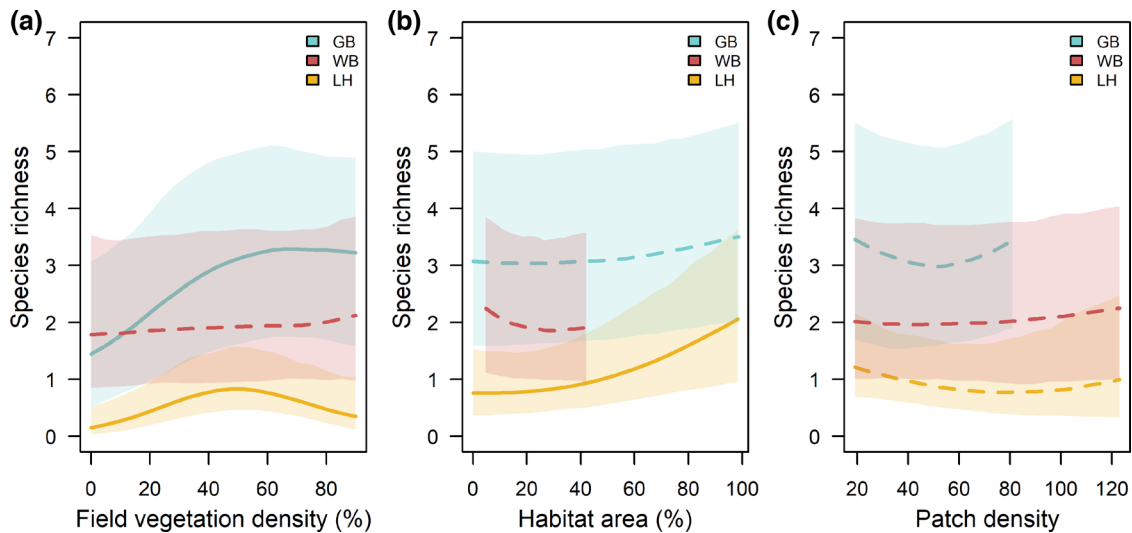 (a)
7
6
5
4
3
2
1
0
Species richness
GB
WB
LH
0 20 40 60 80
Field vegetation density (%)
(b)
7
6
5
4
3
2
1
0
Species richness
GB
WB
LH
0 20 40 60 80 100
Habitat area (%)
(c)
7
6
5
4
3
2
1
0
Species richness
GB
WB
LH
20 40 60 80 100 120
Patch density